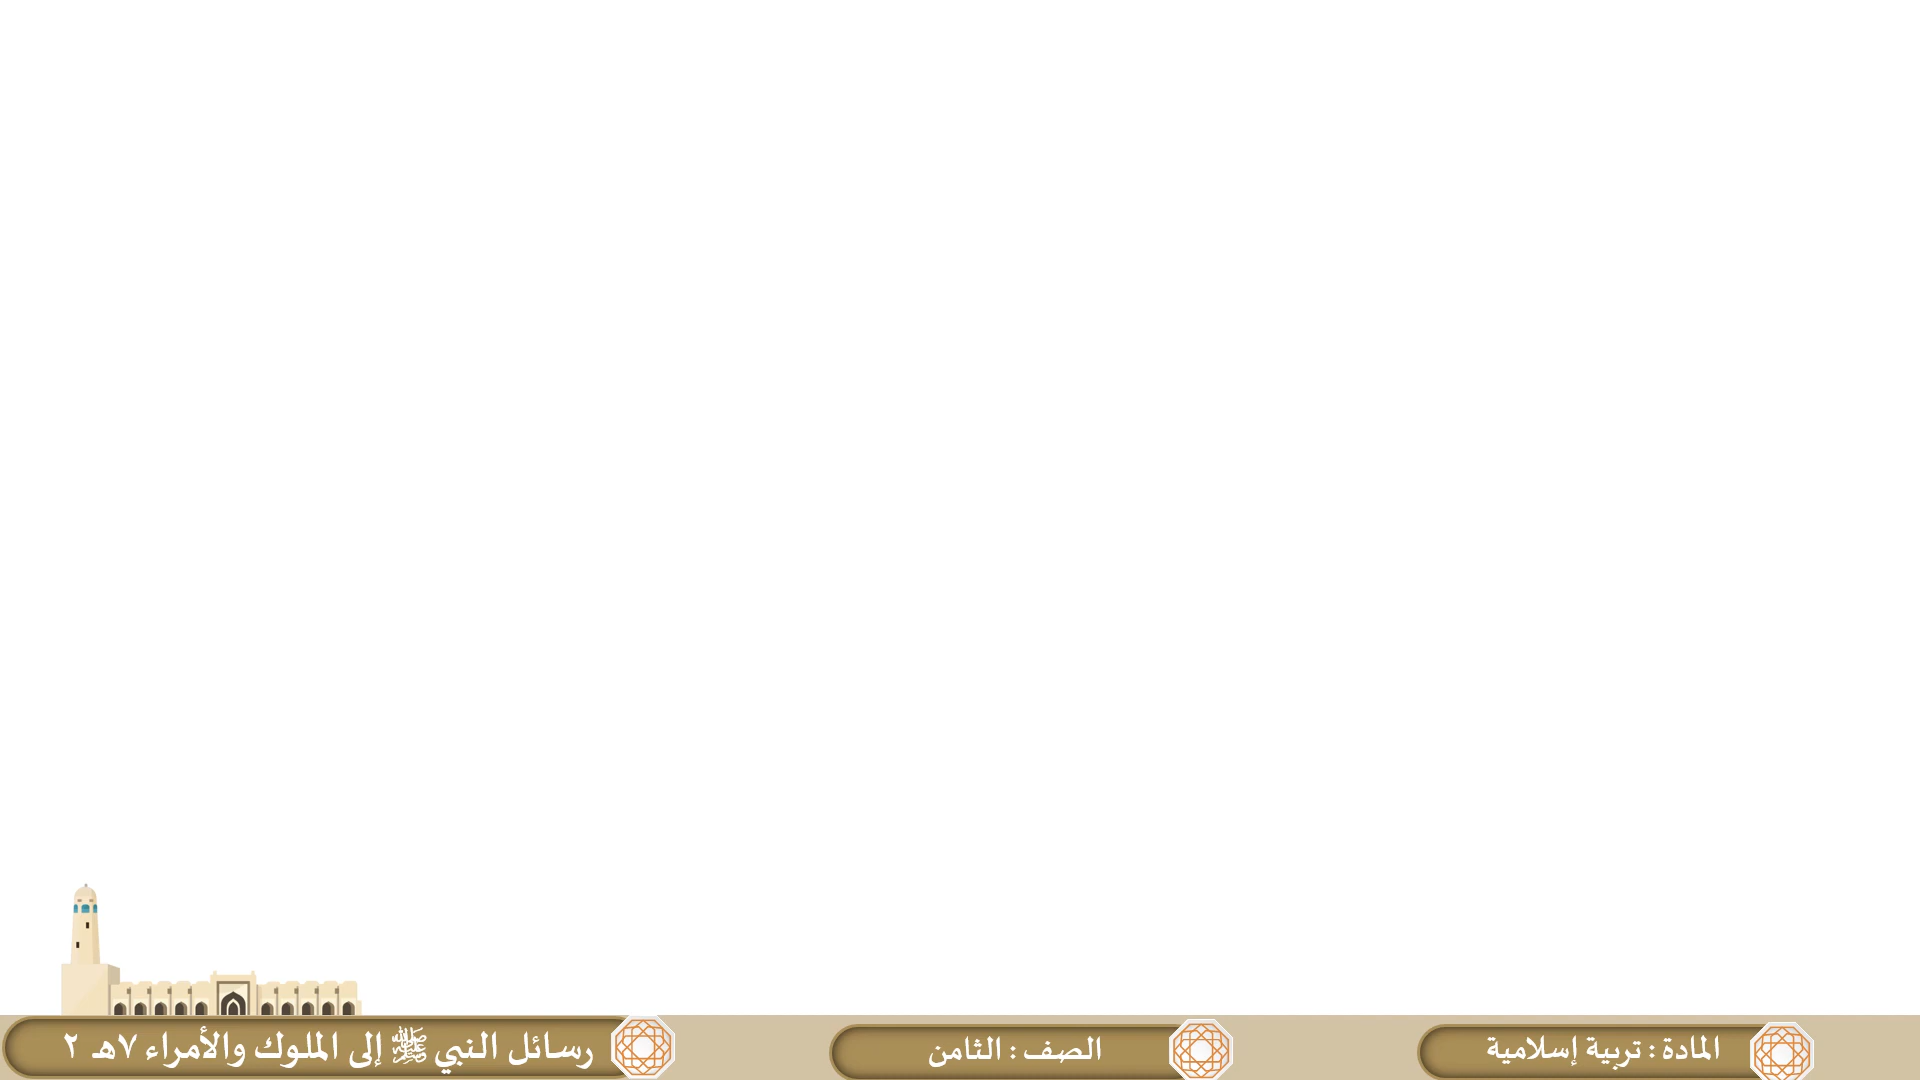 المادة : تربية إسلامية
الصف : الثامن
رسائل النبي ﷺ إلى الملوك والأمراء ٧هـ ٢